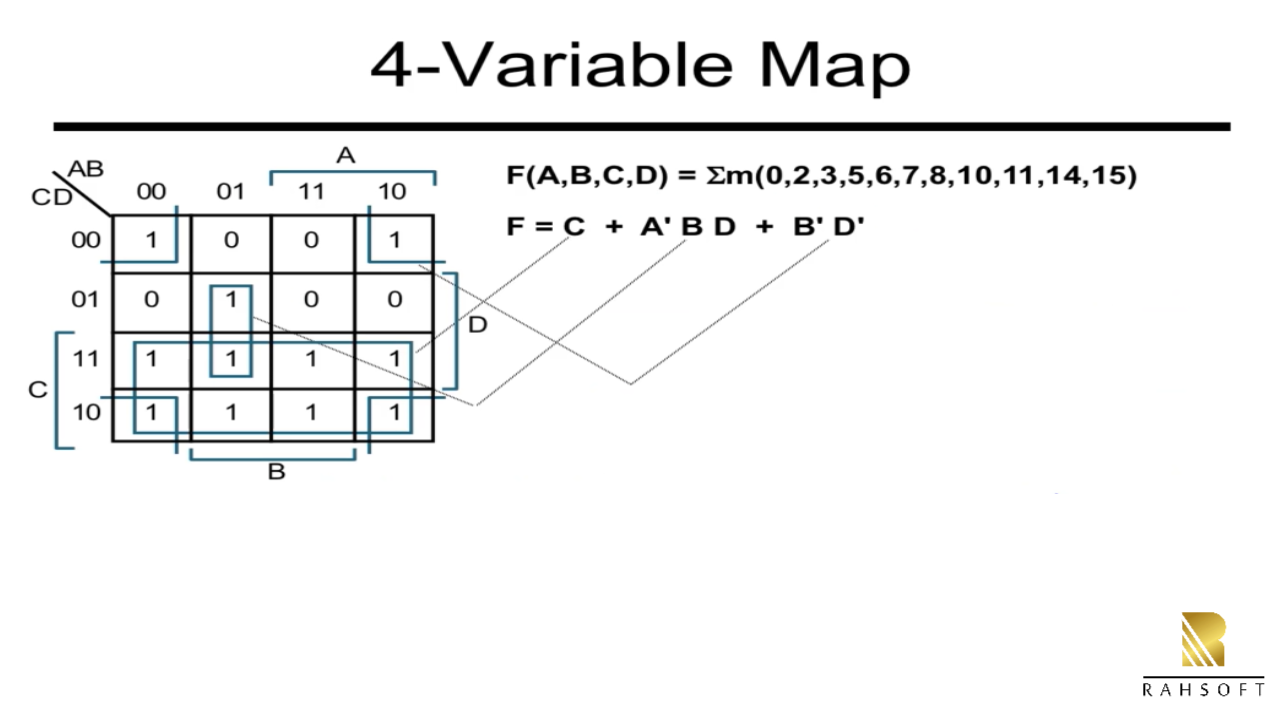 4-Variable Map
A
AB
CD
00 01 11 10
F(A,B,C,D) = Σm(0,2,3,5,6,7,8,10,11,14,15)
F = C + A' B D + B' D'
00 1 0 0 1
01 0 1 0 0
D
11 1 1 1 1
C
10 1 1 1 1
B
RAHSOFT